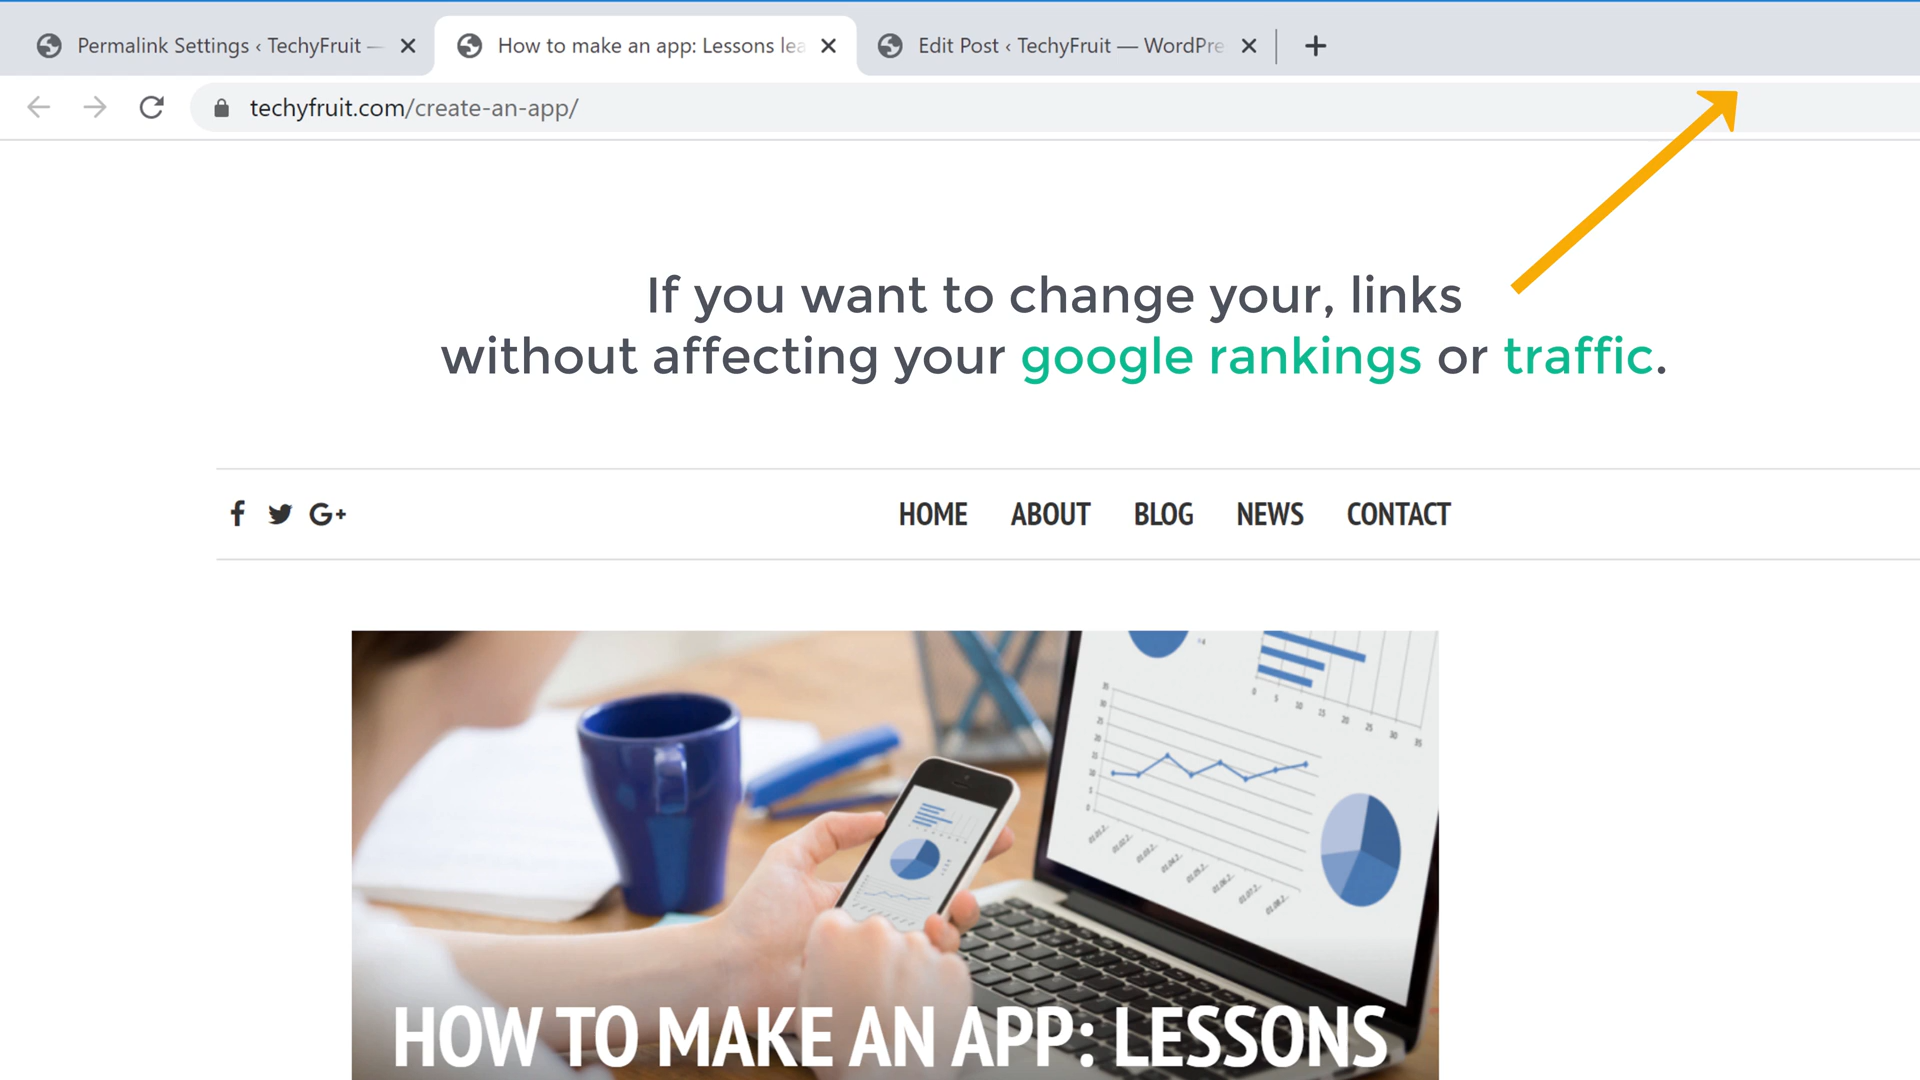 Permalink Settings ‹ TechyFruit —
How to make an app: Lessons lea
Edit Post ‹ TechyFruit — WordPre
techyfruit.com/create-an-app/
If you want to change your, links
without affecting your google rankings or traffic.
G+
HOME ABOUT BLOG NEWS CONTACT
HOW TO MAKE AN APP: LESSONS